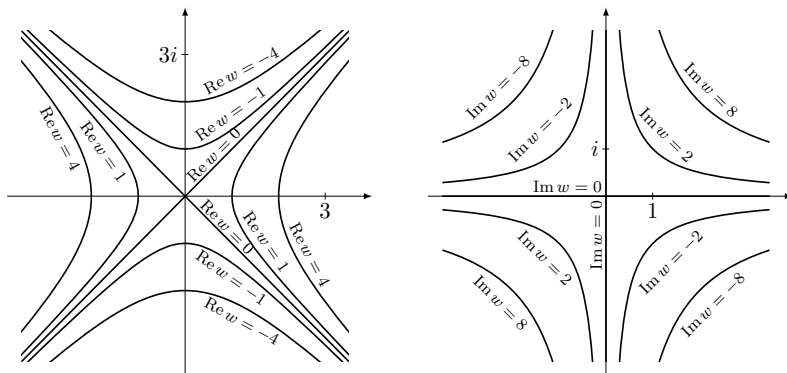 3i
Re w = −4
Re w = −1
Re w = 0
Re w = 4
Re w = 1
3
Re w = 0
Re w = 1
Re w = 4
Re w = −1
Re w = −4
Im w = −8
Im w = 8
Im w = −2
Im w = 2
i
Im w = 0
1
Im w = 0
Im w = 2
Im w = −2
Im w = 8
Im w = −8